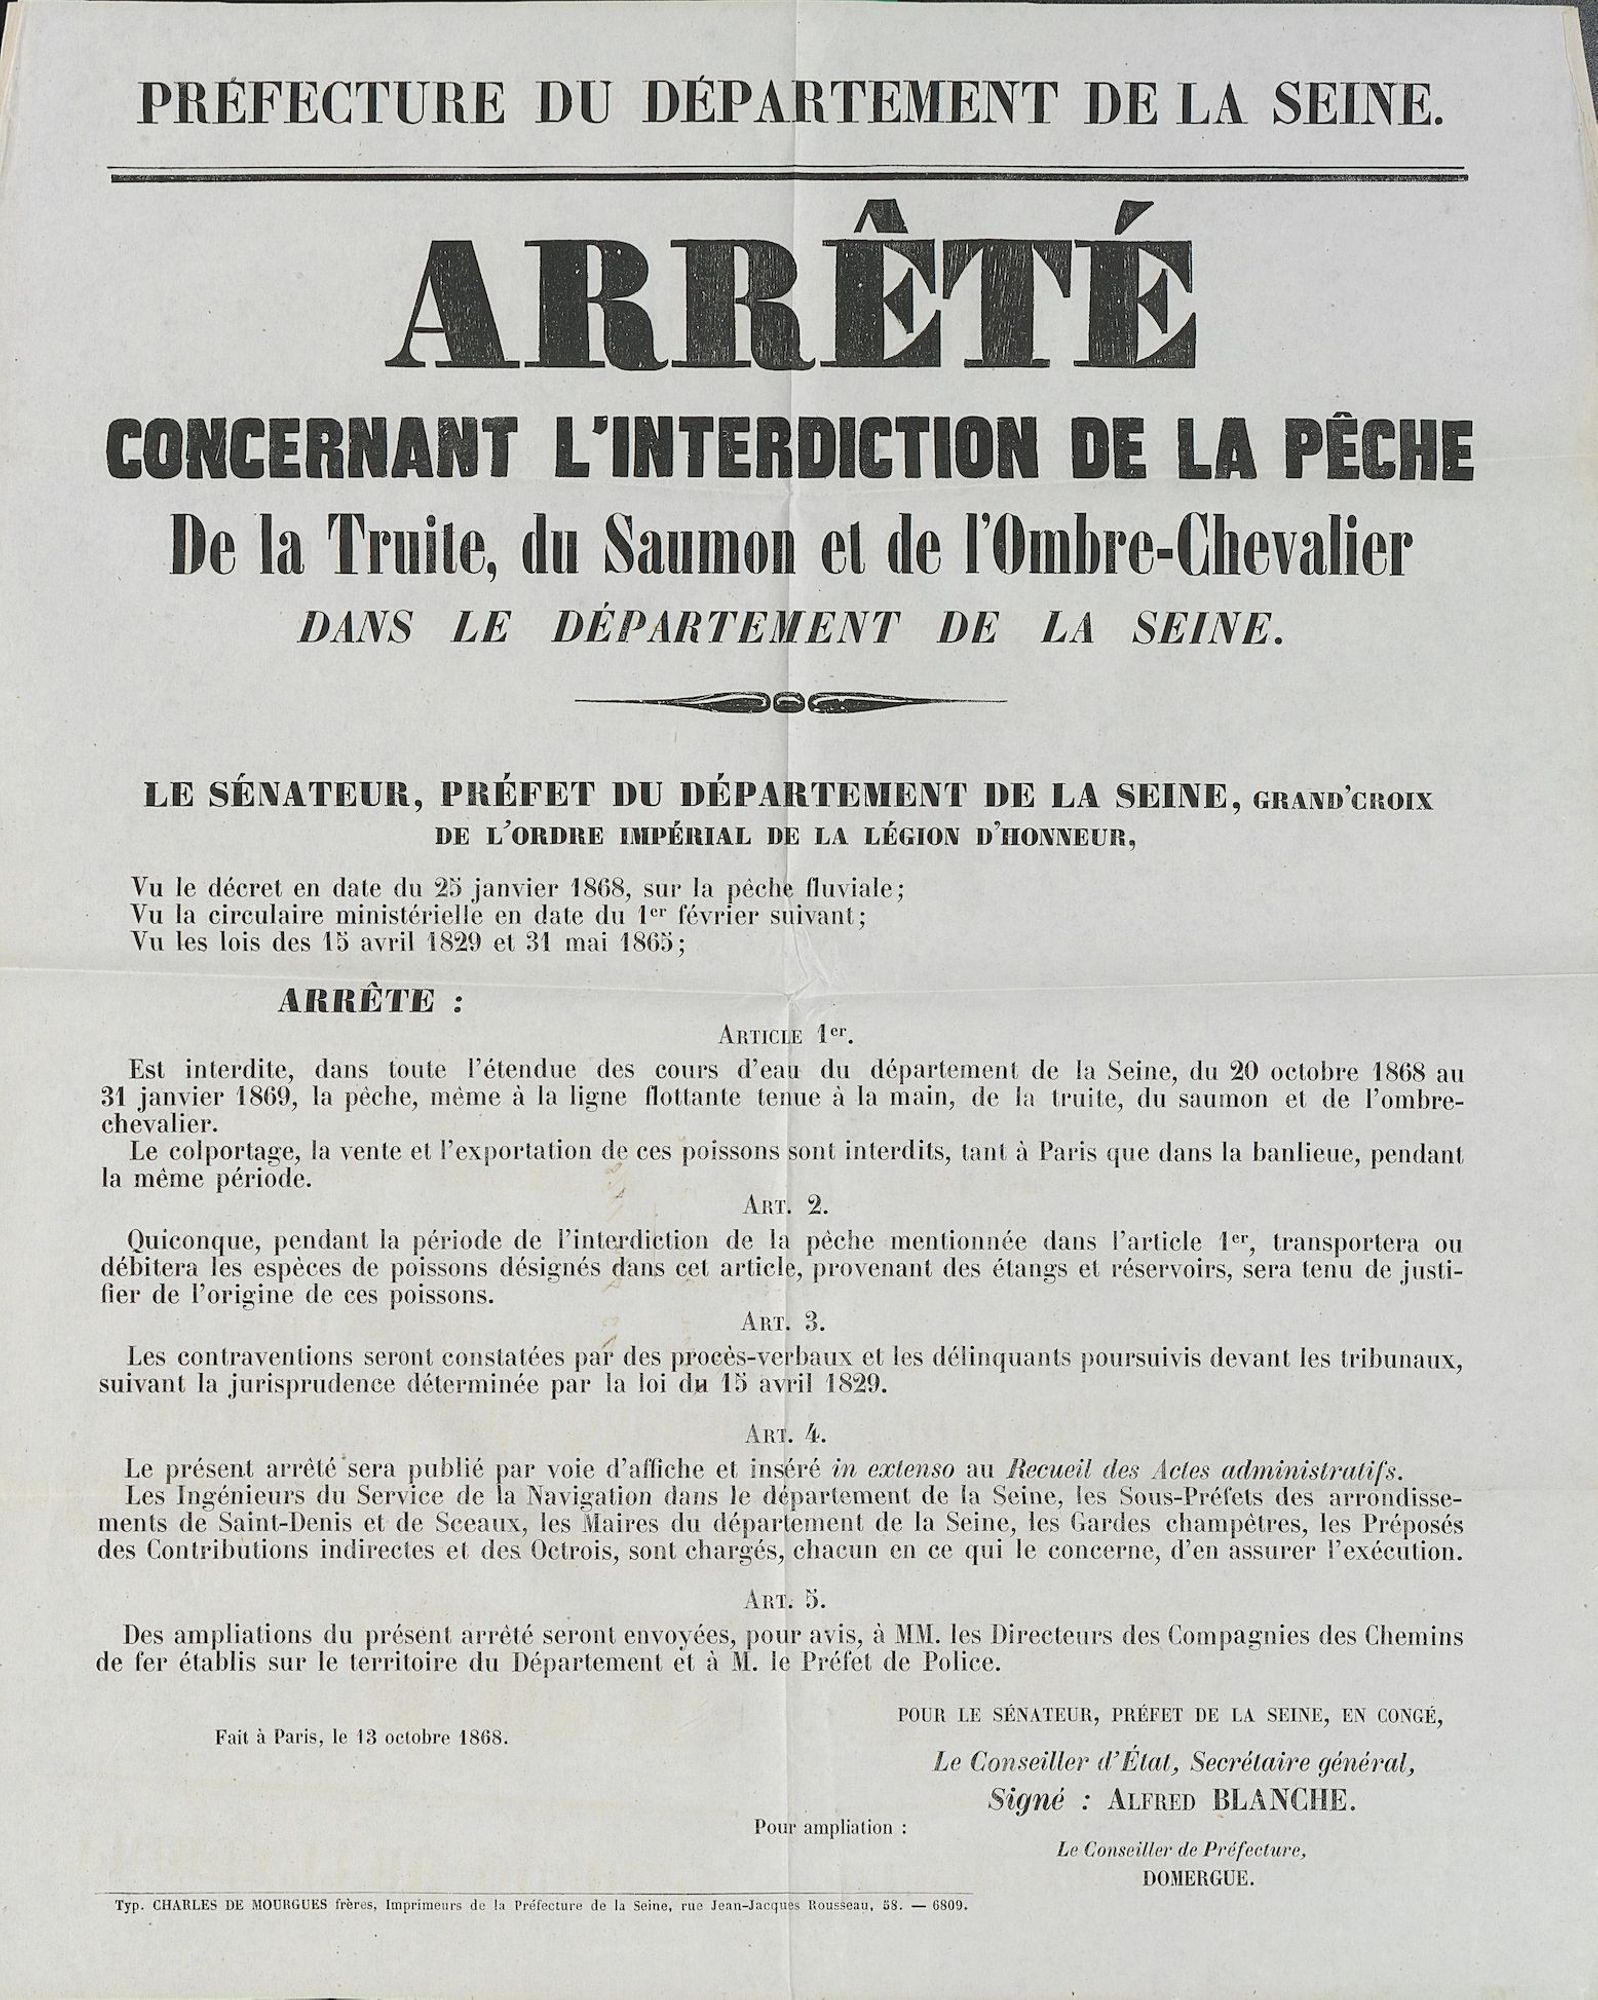 PRÉFECTURE DU DÉPARTEMENT DE LA SEINE.
ARRÊTÉ
CONCERNANT L'INTERDICTION DE LA PÊCHE
De la Truite, du Saumon et de l'Ombre-Chevalier
DANS LE DÉPARTEMENT DE LA SEINE.
LE SÉNATEUR, PRÉFET DU DÉPARTEMENT DE LA SEINE, GRAND'CROIX
DE L'ORDRE IMPÉRIAL DE LA LÉGION D'HONNEUR,
Vu le décret en date du 25 janvier 1868, sur la pêche fluviale;
Vu la circulaire ministérielle en date du 1er février suivant;
Vu les lois des 15 avril 1829 et 31 mai 1865;
ARRÊTE :
ARTICLE 1er.
Est interdite, dans toute l'étendue des cours d'eau du département de la Seine, du 20 octobre 1868 au
31 janvier 1869, la pêche, même à la ligne flottante tenue à la main, de la truite, du saumon et de l'ombre-
chevalier.
Le colportage, la vente et l'exportation de ces poissons sont interdits, tant à Paris que dans la banlieue, pendant
la même période.
ART. 2.
Quiconque, pendant la période de l'interdiction de la pêche mentionnée dans l'article 1er, transportera ou
débitera les espèces de poissons désignés dans cet article, provenant des étangs et réservoirs, sera tenu de justi-
fier de l'origine de ces poissons.
ART. 3.
Les contraventions seront constatées par des procès-verbaux et les délinquants poursuivis devant les tribunaux,
suivant la jurisprudence déterminée par la loi du 15 avril 1829.
ART. 4.
Le présent arrêté sera publié par voie d'affiche et inséré in extenso au Recueil des Actes administratifs.
Les Ingénieurs du Service de la Navigation dans le département de la Seine, les Sous-Préfets des arrondisse-
ments de Saint-Denis et de Sceaux, les Maires du département de la Seine, les Gardes champêtres, les Préposés
des Contributions indirectes et des Octrois, sont chargés, chacun en ce qui le concerne, d'en assurer l'exécution.
ART. 5.
Des ampliations du présent arrêté seront envoyées, pour avis, à MM. les Directeurs des Compagnies des Chemins
de fer établis sur le territoire du Département et à M. le Préfet de Police.
POUR LE SÉNATEUR, PRÉFET DE LA SEINE, EN CONGÉ,
Fait à Paris, le 13 octobre 1868.
Le Conseiller d'État, Secrétaire général,
Signé : ALFRED BLANCHE.
Pour ampliation :
Le Conseiller de Préfecture,
DOMERGUE.
Typ. CHARLES DE MOURGUES frères, Imprimeurs de la Préfecture de la Seine, rue Jean-Jacques Rousseau, 58. — 6809.